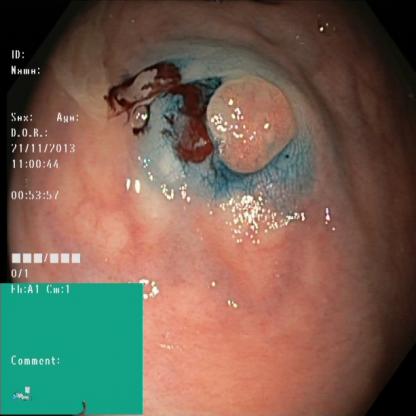 ID:
Name:
Sex: Age:
D.O.B.:
21/11/2013
11:00:44
00:53:57
0/1
Eh:A1 Cm:1
Comment: